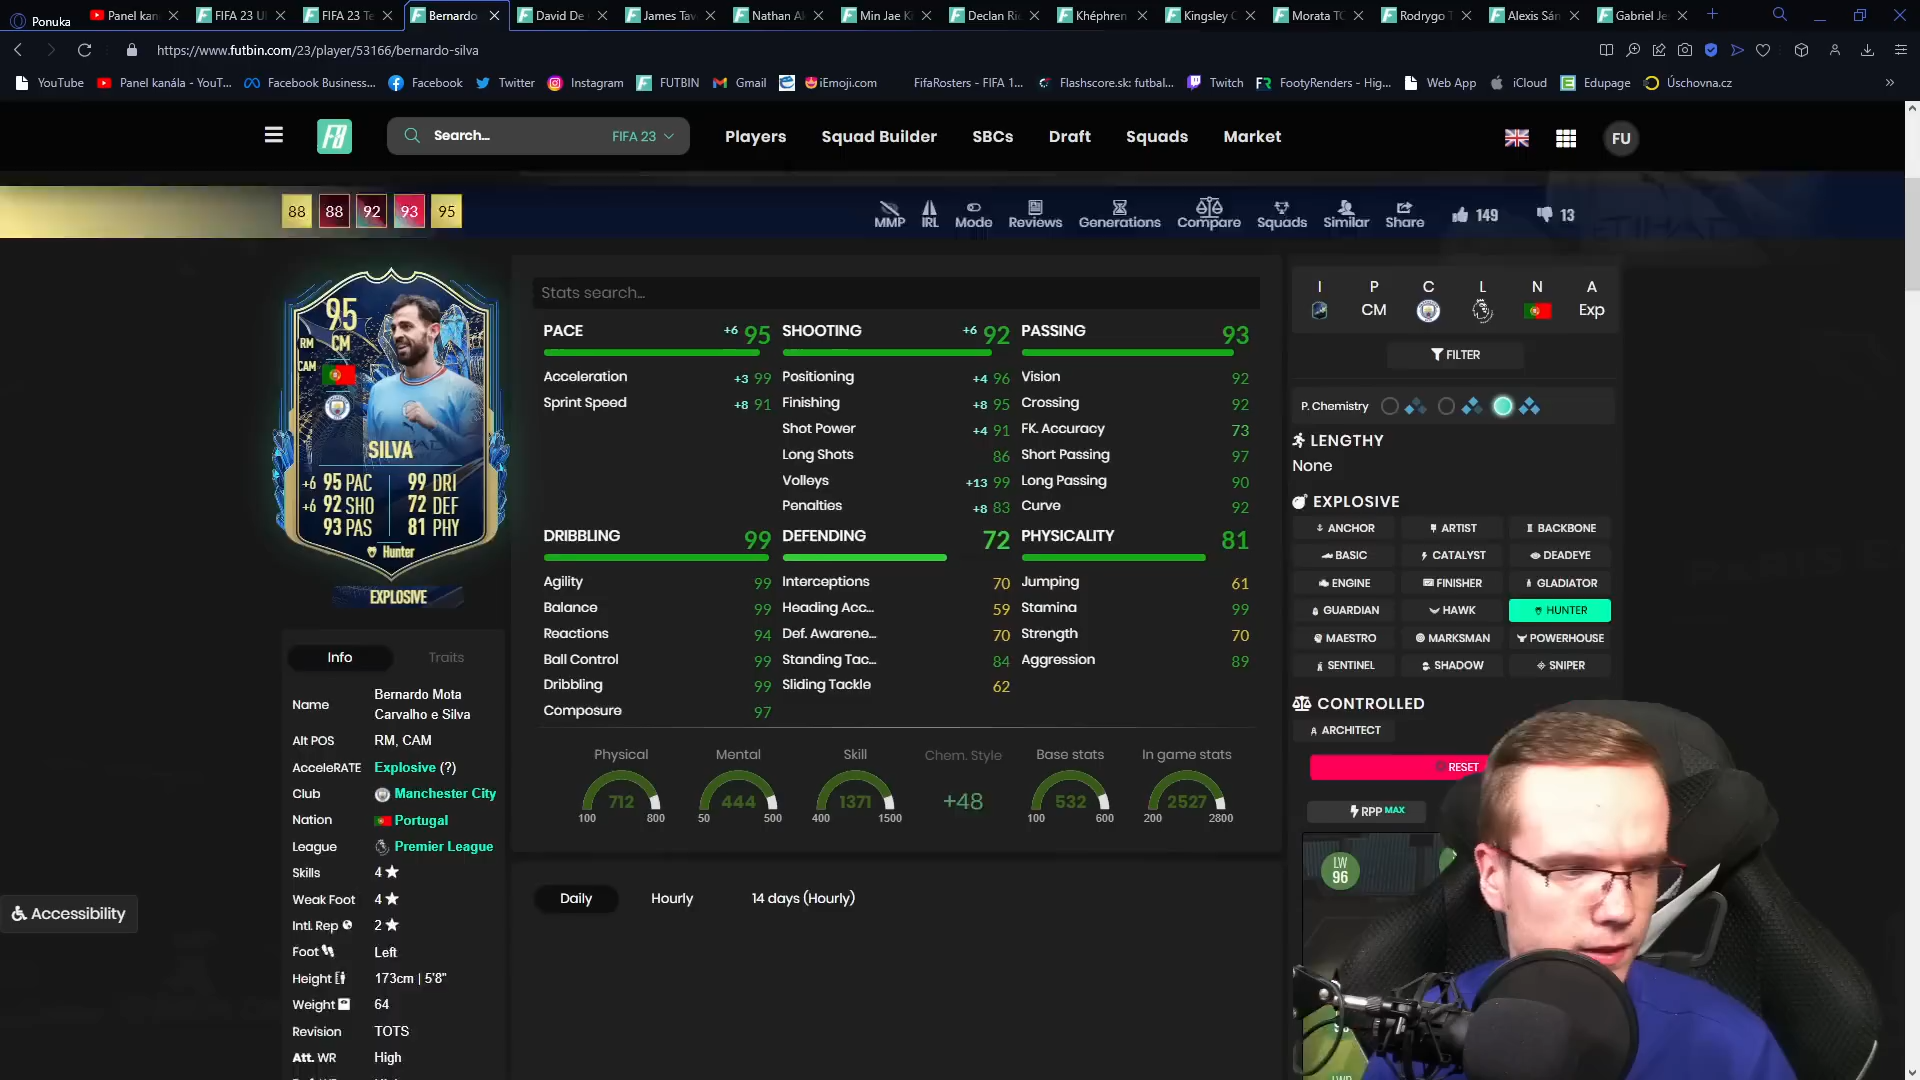 Ponuka
Panel kan
FIFA 23 U
FIFA 23 Te
Bernardo
David De
James Tav
Nathan A
Min Jae K
Declan Ri
Khéphren
Kingsley C
Morata TC
Rodrygo T
Alexis Sán
Gabriel Je
https://www.futbin.com/23/player/53166/bernardo-silva
YouTube
Panel kanála - YouT...
Facebook Business...
Facebook
Twitter
Instagram
FUTBIN
Gmail
iEmoji.com
FifaRosters - FIFA 1...
Flashscore.sk: futbal...
Twitch
FootyRenders - Hig...
Web App
iCloud
Edupage
Úschovna.cz
Search...
FIFA 23
Players
Squad Builder
SBCs
Draft
Squads
Market
FU
88
88
92
93
95
MMP
IRL
Mode
Reviews
Generations
Compare
Squads
Similar
Share
149
13
95
CM
RM
CAM
SILVA
+6 95 PAC
99 DRI
+6 92 SHO
72 DEF
93 PAS
81 PHY
Hunter
EXPLOSIVE
Stats search...
PACE +6 95
Acceleration +3 99
Sprint Speed +8 91
SHOOTING +6 92
Positioning +4 96
Finishing +8 95
Shot Power +4 91
Long Shots 86
Volleys +13 99
Penalties +8 83
PASSING 93
Vision 92
Crossing 92
FK. Accuracy 73
Short Passing 97
Long Passing 90
Curve 92
DRIBBLING 99
Agility 99
Balance 99
Reactions 94
Ball Control 99
Dribbling 99
Composure 97
DEFENDING 72
Interceptions 70
Heading Acc... 59
Def. Awarene... 70
Standing Tac... 84
Sliding Tackle 62
PHYSICALITY 81
Jumping 61
Stamina 99
Strength 70
Aggression 89
Physical
712
100 800
Mental
444
50 500
Skill
1371
400 1500
Chem. Style
+48
Base stats
532
100 600
In game stats
2527
200 2800
Daily
Hourly
14 days (Hourly)
Info
Traits
Name Bernardo Mota
Carvalho e Silva
Alt POS RM, CAM
AcceleRATE Explosive (?)
Club Manchester City
Nation Portugal
League Premier League
Skills 4
Weak Foot 4
Intl. Rep 2
Foot Left
Height 173cm | 5'8"
Weight 64
Revision TOTS
Att. WR High
Accessibility
I P C L N A
CM
Exp
FILTER
P. Chemistry
LENGTHY
None
EXPLOSIVE
ANCHOR
ARTIST
BACKBONE
BASIC
CATALYST
DEADEYE
ENGINE
FINISHER
GLADIATOR
GUARDIAN
HAWK
HUNTER
MAESTRO
MARKSMAN
POWERHOUSE
SENTINEL
SHADOW
SNIPER
CONTROLLED
ARCHITECT
RESET
RPP MAX
LW
96